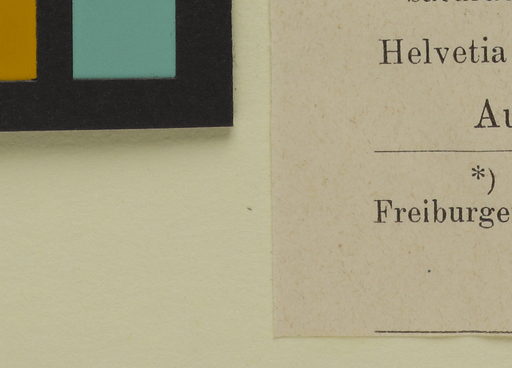 Helvetia
Au
*)
Freiburge